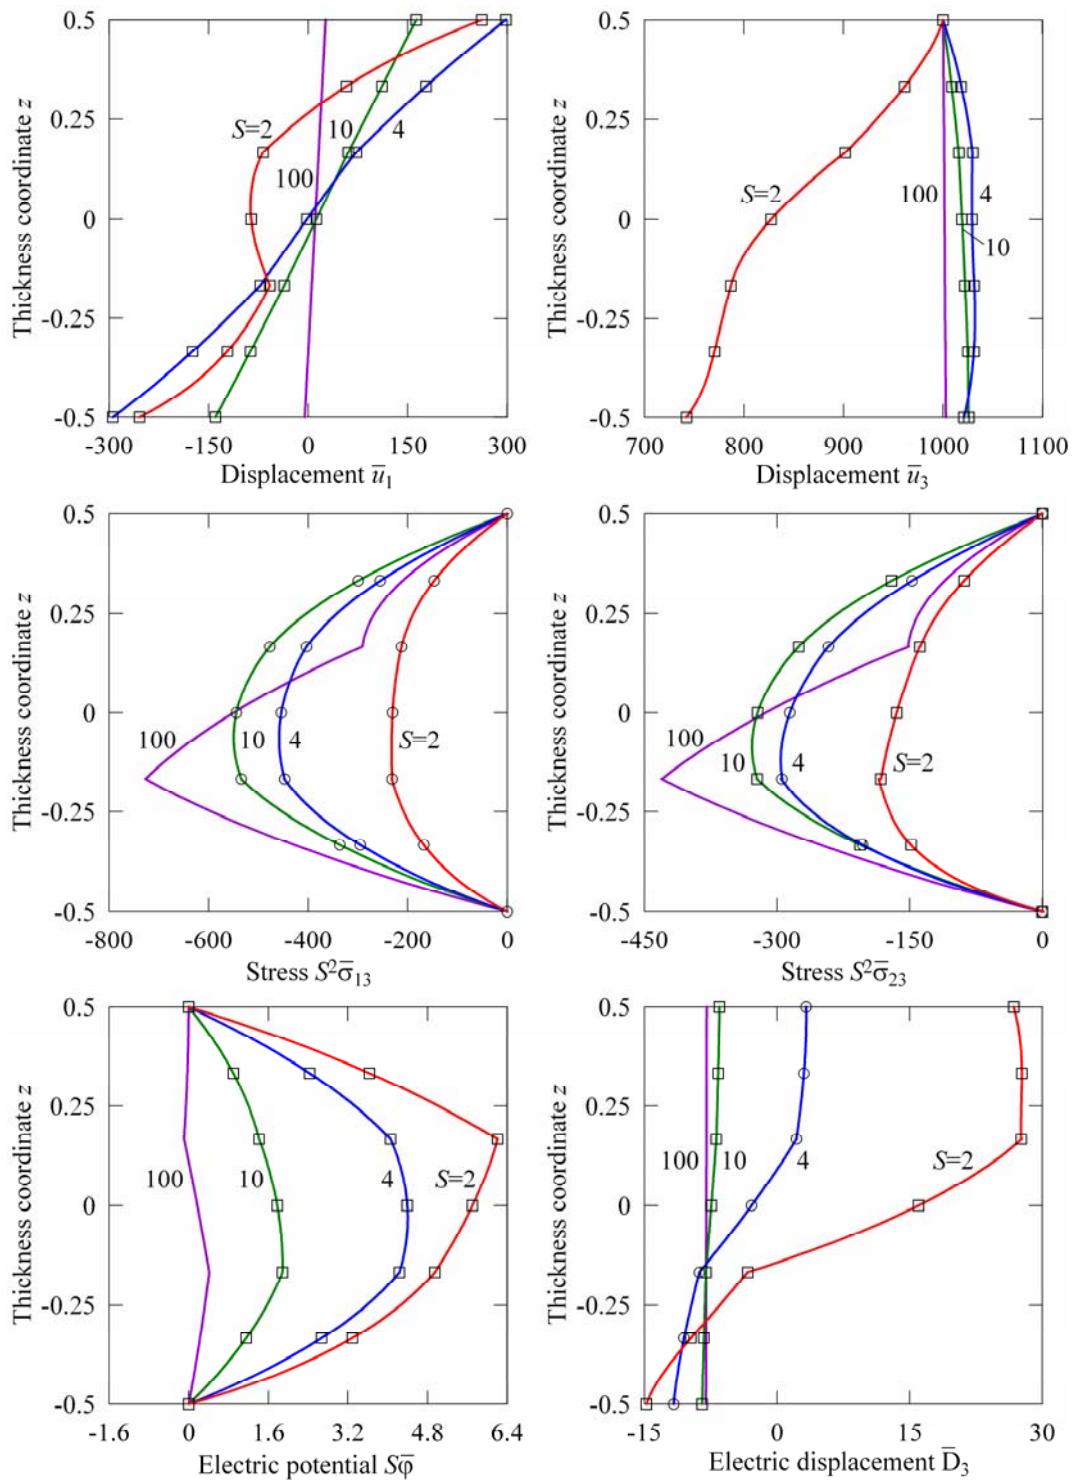 0.5
0.25
0
-0.25
-0.5
Thickness coordinate z
S=2
10
4
100
-300 -150 0 150 300
Displacement u̅₁
0.5
0.25
0
-0.25
-0.5
Thickness coordinate z
S=2
100
4
10
700 800 900 1000 1100
Displacement u̅₃
0.5
0.25
0
-0.25
-0.5
Thickness coordinate z
100
10
4
S=2
-800 -600 -400 -200 0
Stress S²σ̅₁₃
0.5
0.25
0
-0.25
-0.5
Thickness coordinate z
100
10
4
S=2
-450 -300 -150 0
Stress S²σ̅₂₃
0.5
0.25
0
-0.25
-0.5
Thickness coordinate z
100
10
4
S=2
-1.6 0 1.6 3.2 4.8 6.4
Electric potential Sφ̅
0.5
0.25
0
-0.25
-0.5
Thickness coordinate z
100
10
4
S=2
-15 0 15 30
Electric displacement D̅₃